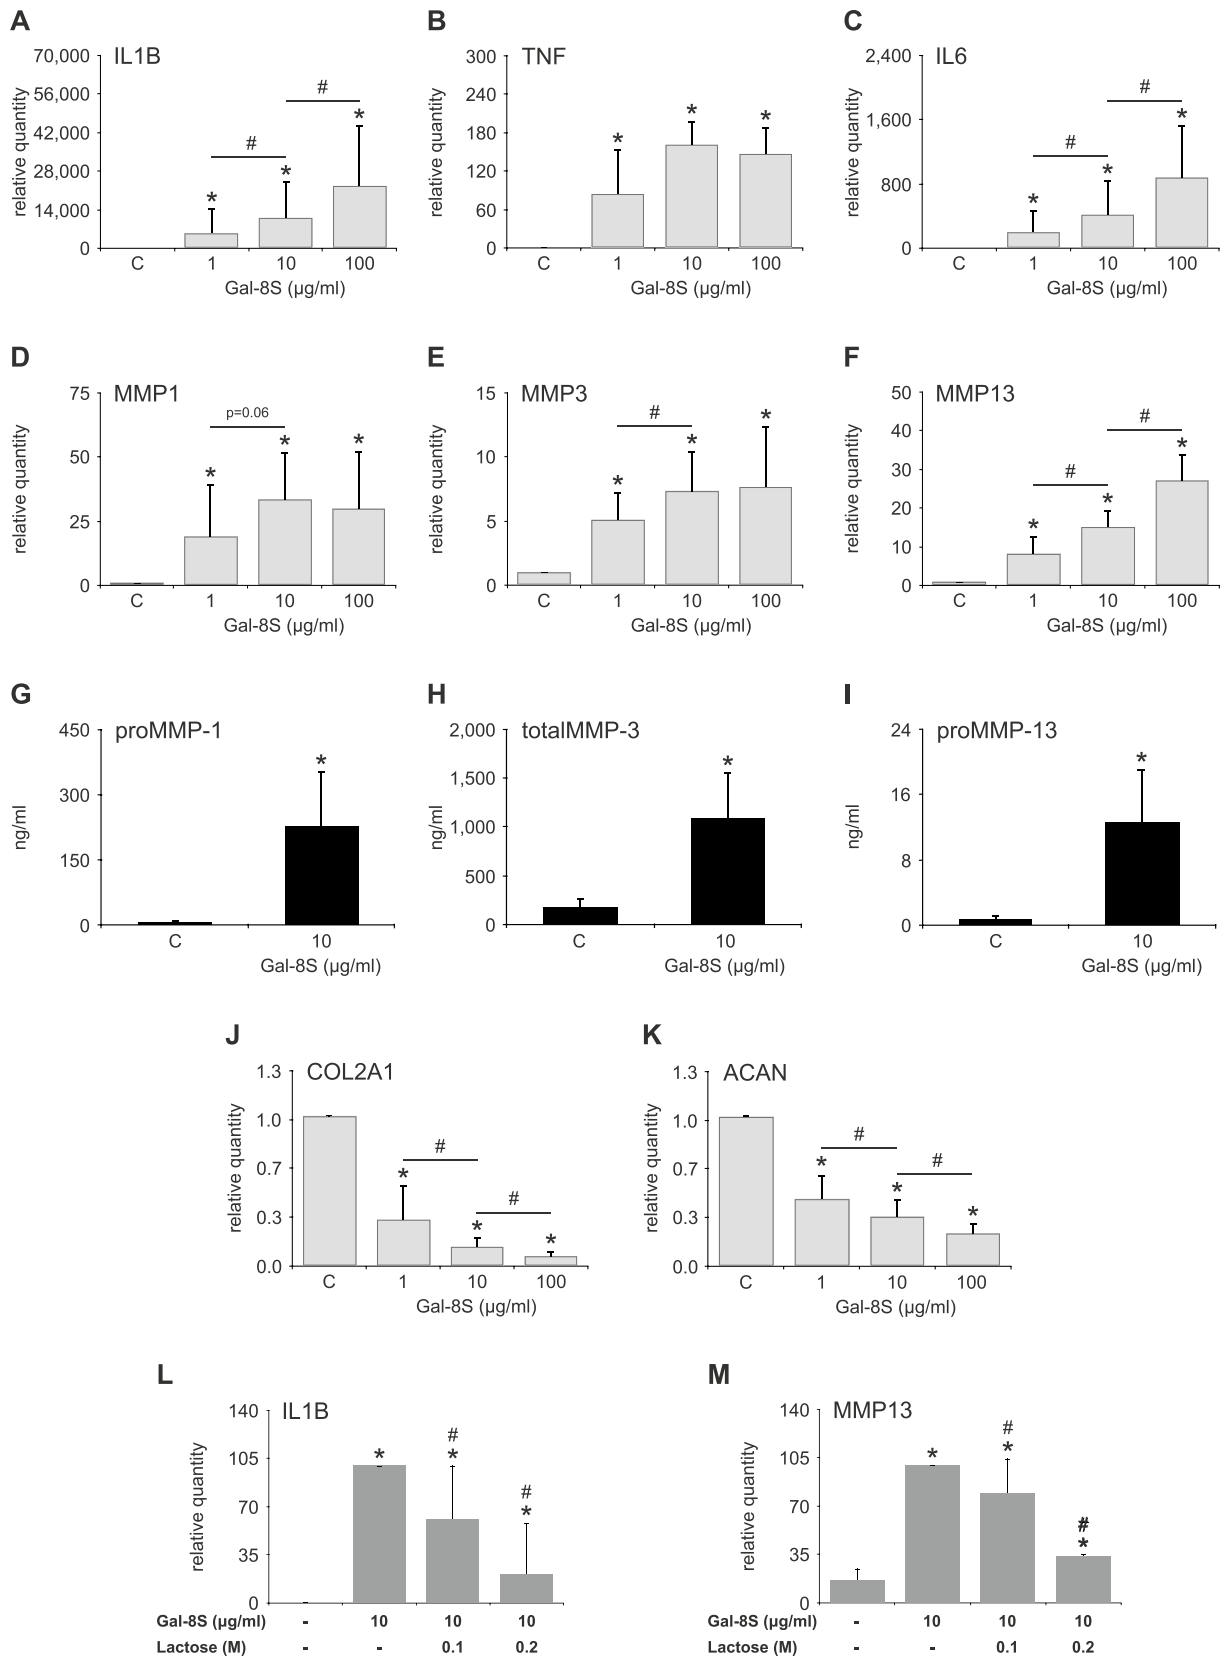 A
IL1B
relative quantity
70,000
56,000
42,000
28,000
14,000
0
#
#
* * *
C 1 10 100
Gal-8S (µg/ml)
B
TNF
relative quantity
300
240
180
120
60
0
* * *
C 1 10 100
Gal-8S (µg/ml)
C
IL6
relative quantity
2,400
1,600
800
0
#
#
* * *
C 1 10 100
Gal-8S (µg/ml)
D
MMP1
relative quantity
75
50
25
0
p=0.06
* * *
C 1 10 100
Gal-8S (µg/ml)
E
MMP3
relative quantity
15
10
5
0
#
* * *
C 1 10 100
Gal-8S (µg/ml)
F
MMP13
relative quantity
50
40
30
20
10
0
#
#
* * *
C 1 10 100
Gal-8S (µg/ml)
G
proMMP-1
ng/ml
450
300
150
0
*
C 10
Gal-8S (µg/ml)
H
totalMMP-3
ng/ml
2,000
1,500
1,000
500
0
*
C 10
Gal-8S (µg/ml)
I
proMMP-13
ng/ml
24
16
8
0
*
C 10
Gal-8S (µg/ml)
J
COL2A1
relative quantity
1.3
1.0
0.7
0.3
0.0
#
#
* * *
C 1 10 100
Gal-8S (µg/ml)
K
ACAN
relative quantity
1.3
1.0
0.7
0.3
0.0
#
#
* * *
C 1 10 100
Gal-8S (µg/ml)
L
IL1B
relative quantity
140
105
70
35
0
# #
* * *
Gal-8S (µg/ml) - 10 10 10
Lactose (M) - - 0.1 0.2
M
MMP13
relative quantity
140
105
70
35
0
# #
* * *
Gal-8S (µg/ml) - 10 10 10
Lactose (M) - - 0.1 0.2